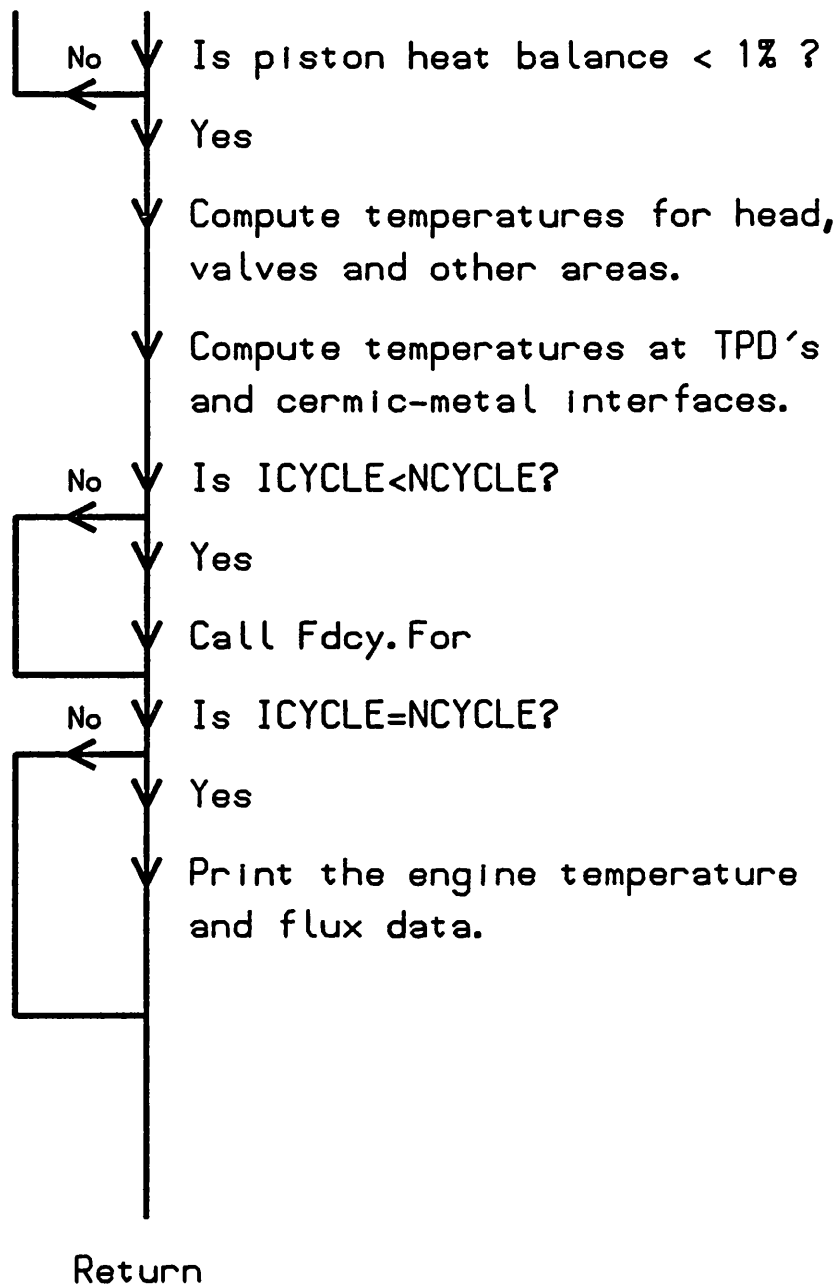 No Is piston heat balance < 1% ?
Yes
Compute temperatures for head,
valves and other areas.
Compute temperatures at TPD's
and cermic-metal interfaces.
No Is ICYCLE<NCYCLE?
Yes
Call Fdcy.For
No Is ICYCLE=NCYCLE?
Yes
Print the engine temperature
and flux data.
Return